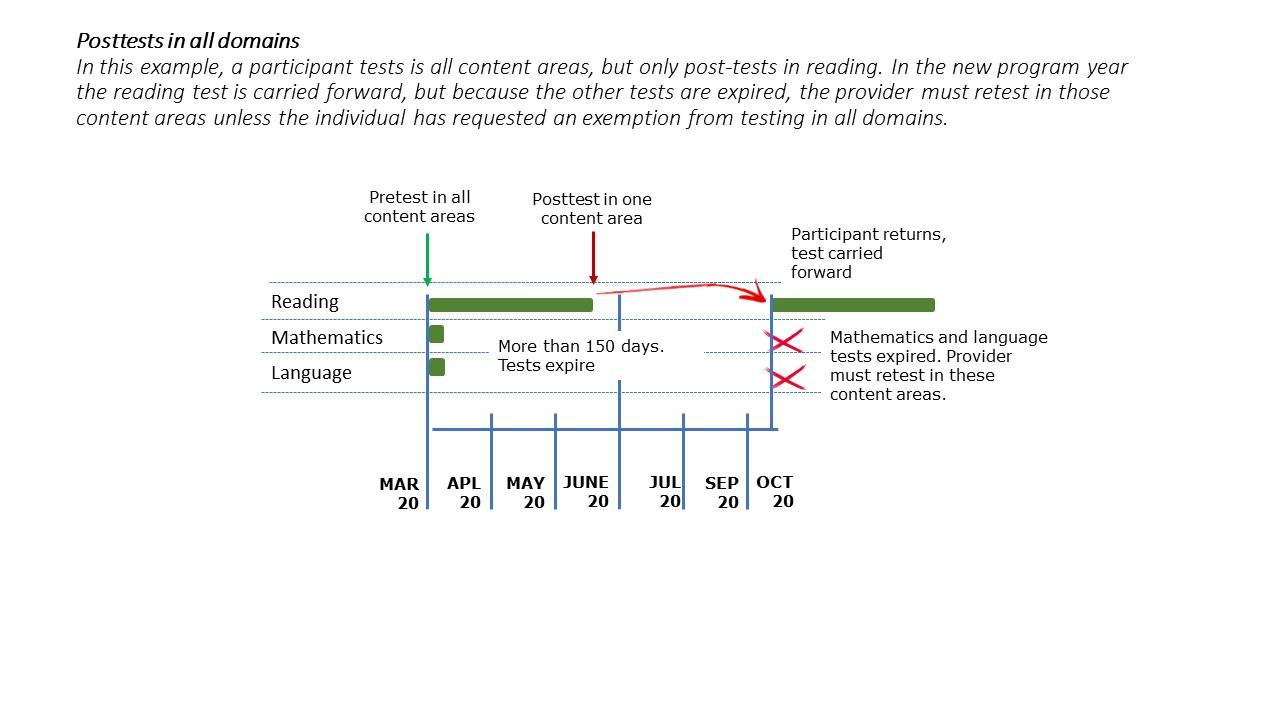 Posttests in all domains
In this example, a participant tests is all content areas, but only post-tests in reading. In the new program year
the reading test is carried forward, but because the other tests are expired, the provider must retest in those
content areas unless the individual has requested an exemption from testing in all domains.
Pretest in all
content areas
Posttest in one
content area
Participant returns,
test carried
forward
Reading
Mathematics
Language
More than 150 days.
Tests expire
Mathematics and language
tests expired. Provider
must retest in these
content areas.
MAR
20
APL
20
MAY
20
JUNE
20
JUL
20
SEP
20
OCT
20